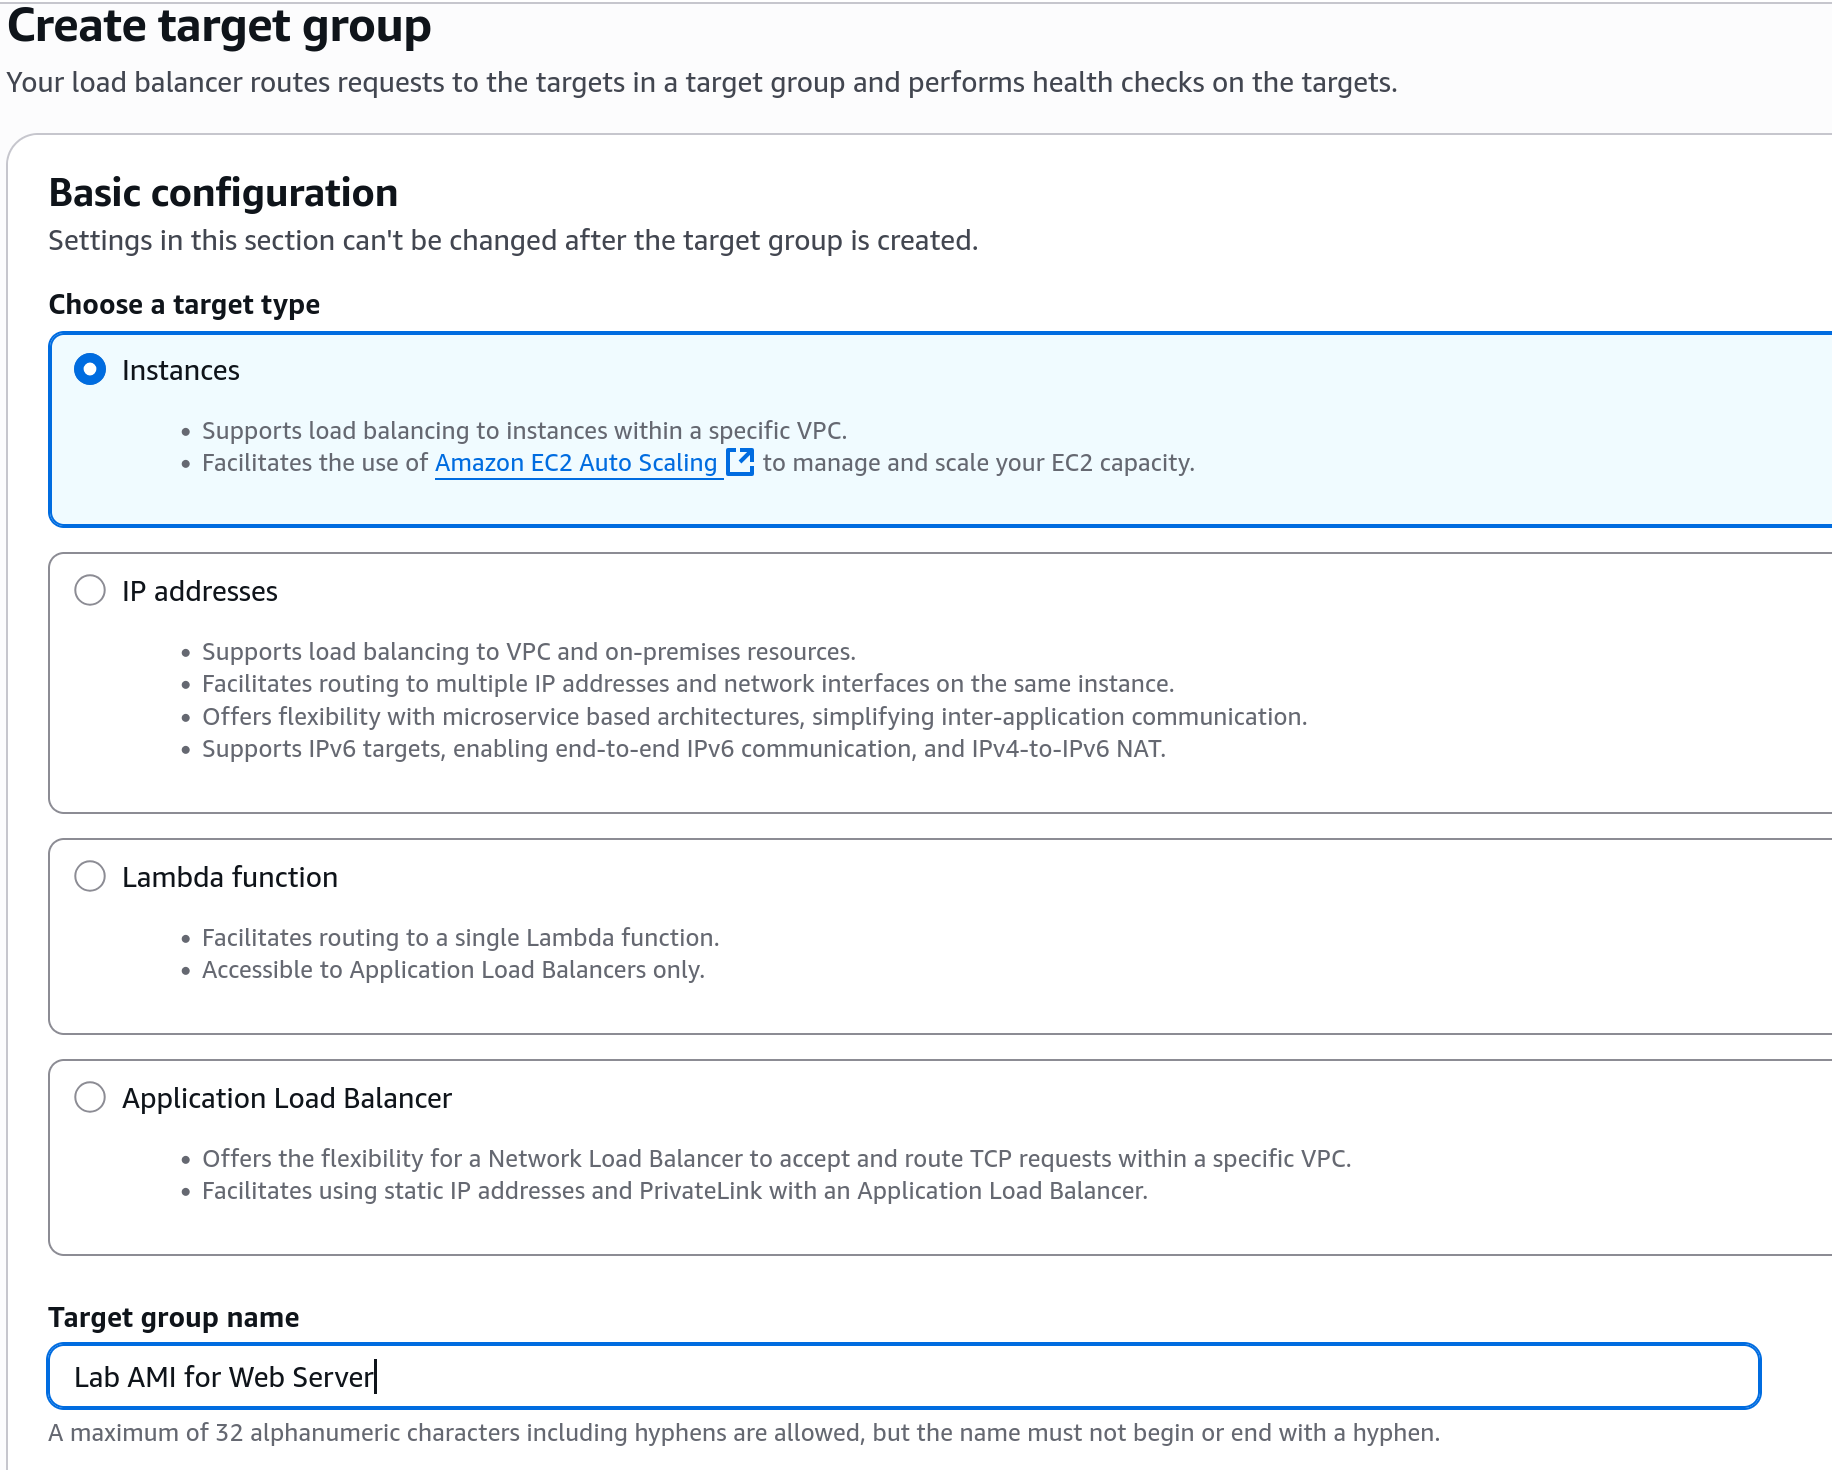 Create target group
Your load balancer routes requests to the targets in a target group and performs health checks on the targets.
Basic configuration
Settings in this section can't be changed after the target group is created.
Choose a target type
Instances
• Supports load balancing to instances within a specific VPC.
• Facilitates the use of Amazon EC2 Auto Scaling to manage and scale your EC2 capacity.
IP addresses
• Supports load balancing to VPC and on-premises resources.
• Facilitates routing to multiple IP addresses and network interfaces on the same instance.
• Offers flexibility with microservice based architectures, simplifying inter-application communication.
• Supports IPv6 targets, enabling end-to-end IPv6 communication, and IPv4-to-IPv6 NAT.
Lambda function
• Facilitates routing to a single Lambda function.
• Accessible to Application Load Balancers only.
Application Load Balancer
• Offers the flexibility for a Network Load Balancer to accept and route TCP requests within a specific VPC.
• Facilitates using static IP addresses and PrivateLink with an Application Load Balancer.
Target group name
Lab AMI for Web Server
A maximum of 32 alphanumeric characters including hyphens are allowed, but the name must not begin or end with a hyphen.